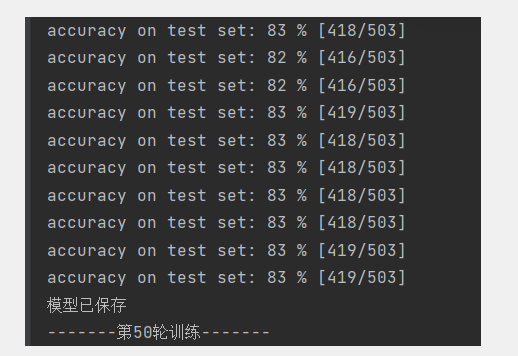 accuracy on test set: 83 % [418/503]
accuracy on test set: 82 % [416/503]
accuracy on test set: 82 % [416/503]
accuracy on test set: 83 % [419/503]
accuracy on test set: 83 % [418/503]
accuracy on test set: 83 % [418/503]
accuracy on test set: 83 % [418/503]
accuracy on test set: 83 % [418/503]
accuracy on test set: 83 % [419/503]
accuracy on test set: 83 % [419/503]
模型已保存
-------第50轮训练-------